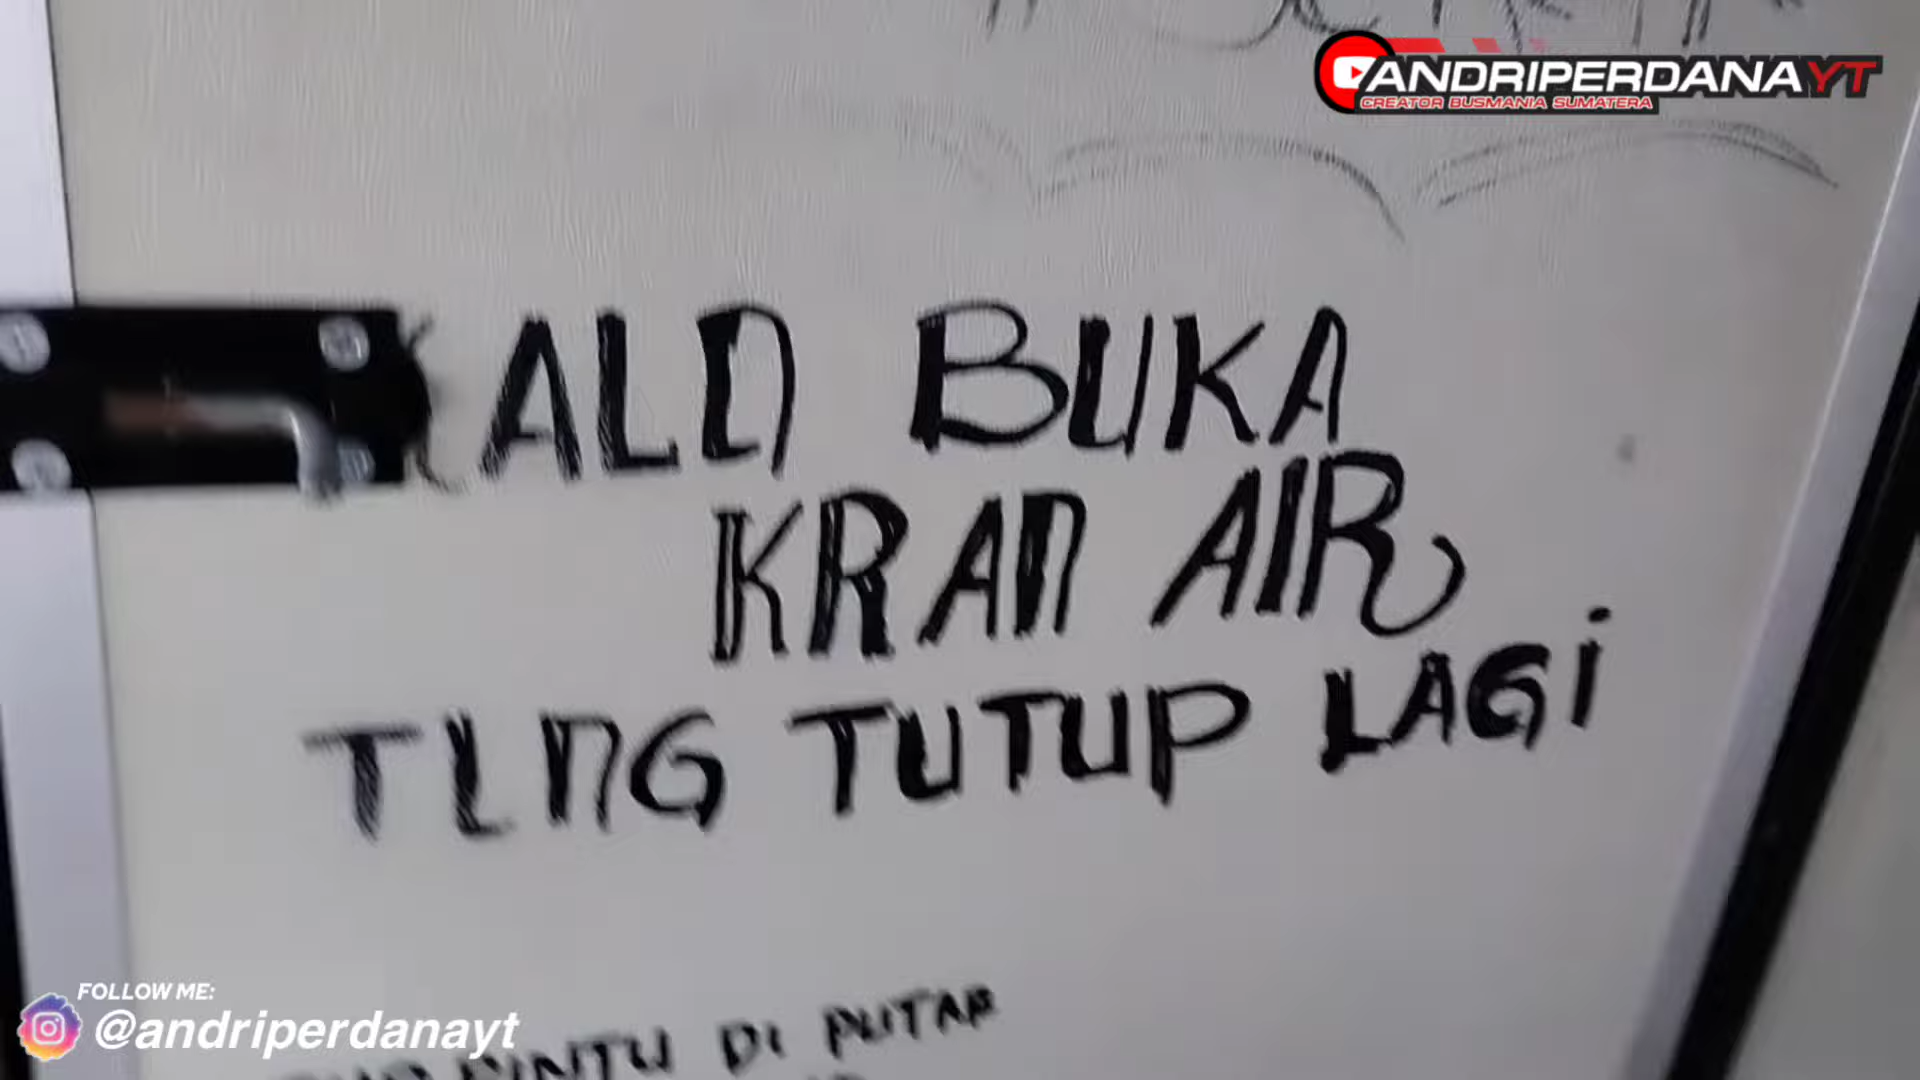 ANDRIPERDANAYT
CREATOR BUSMANIA SUMATERA
KALO BUKA
KRAN AIR
TLNG TUTUP LAGi
PINTU Di PUTAR
FOLLOW ME:
@andriperdanayt